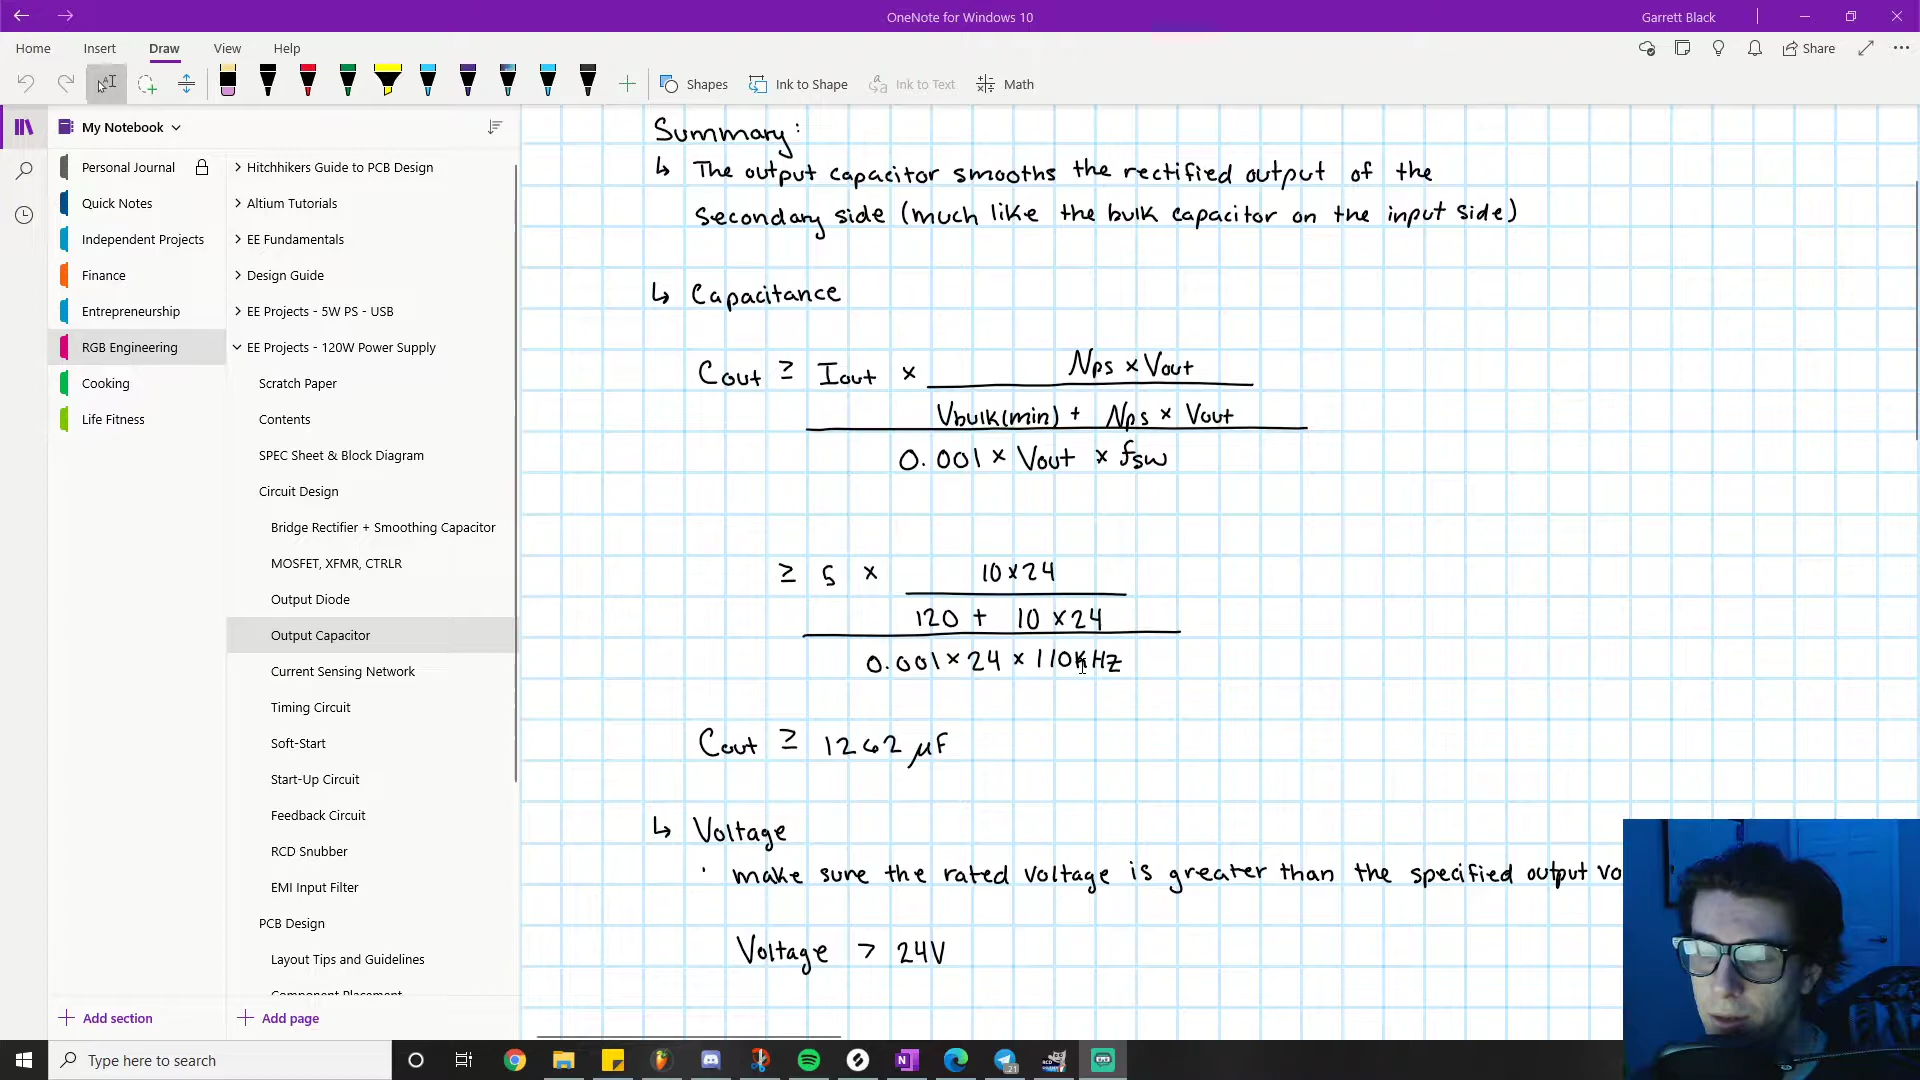 OneNote for Windows 10
Garrett Black
Home Insert Draw View Help
Share
Shapes Ink to Shape Ink to Text Math
My Notebook
Personal Journal
Quick Notes
Independent Projects
Finance
Entrepreneurship
RGB Engineering
Cooking
Life Fitness
Add section
Hitchhikers Guide to PCB Design
Altium Tutorials
EE Fundamentals
Design Guide
EE Projects - 5W PS - USB
EE Projects - 120W Power Supply
Scratch Paper
Contents
SPEC Sheet & Block Diagram
Circuit Design
Bridge Rectifier + Smoothing Capacitor
MOSFET, XFMR, CTRLR
Output Diode
Output Capacitor
Current Sensing Network
Timing Circuit
Soft-Start
Start-Up Circuit
Feedback Circuit
RCD Snubber
EMI Input Filter
PCB Design
Layout Tips and Guidelines
Component Placement
Add page
Summary:
↳ The output capacitor smooths the rectified output of the
secondary side (much like the bulk capacitor on the input side)
↳ Capacitance
Nps × Vout
Cout ≥ Iout ×
Vbulk(min) + Nps × Vout
0.001 × Vout × fsw
10×24
≥ 5 ×
120 + 10 ×24
0.001 × 24 × 110KHz
Cout ≥ 1262 µF
↳ Voltage
· make sure the rated voltage is greater than the specified output vo
Voltage > 24V
Type here to search
21